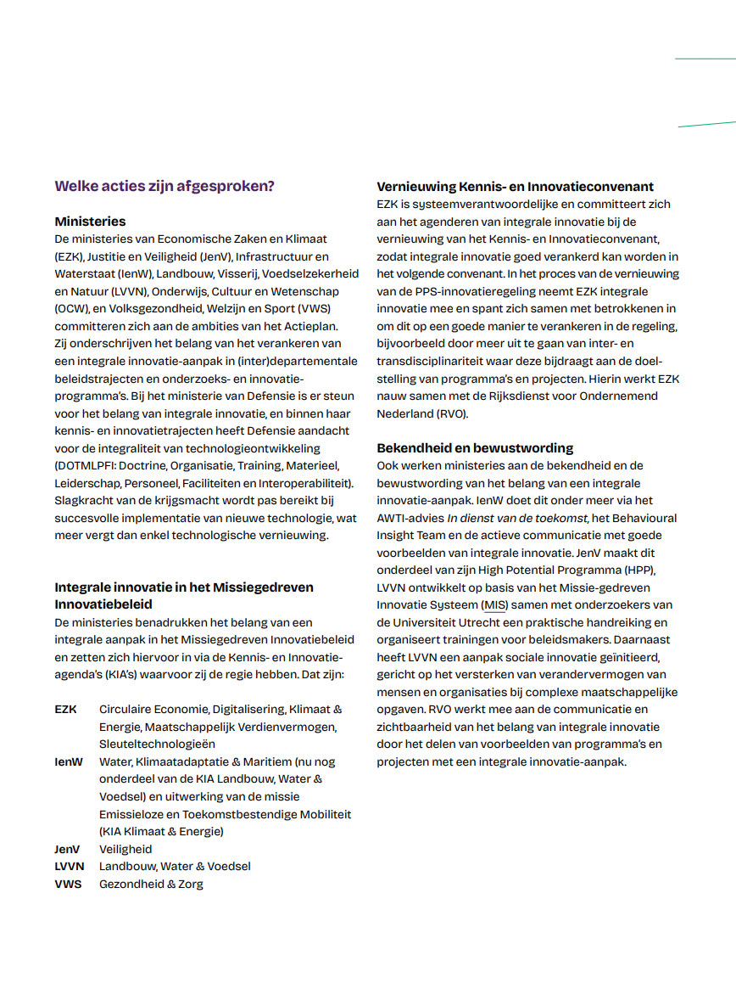 Welke acties zijn afgesproken?
Ministeries
De ministeries van Economische Zaken en Klimaat
(EZK), Justitie en Veiligheid (JenV), Infrastructuur en
Waterstaat (IenW), Landbouw, Visserij, Voedselzekerheid
en Natuur (LVVN), Onderwijs, Cultuur en Wetenschap
(OCW), en Volksgezondheid, Welzijn en Sport (VWS)
committeren zich aan de ambities van het Actieplan.
Zij onderschrijven het belang van het verankeren van
een integrale innovatie-aanpak in (inter)departementale
beleidstrajecten en onderzoeks- en innovatie-
programma's. Bij het ministerie van Defensie is er steun
voor het belang van integrale innovatie, en binnen haar
kennis- en innovatietrajecten heeft Defensie aandacht
voor de integraliteit van technologieontwikkeling
(DOTMLPFI: Doctrine, Organisatie, Training, Materieel,
Leiderschap, Personeel, Faciliteiten en Interoperabiliteit).
Slagkracht van de krijgsmacht wordt pas bereikt bij
succesvolle implementatie van nieuwe technologie, wat
meer vergt dan enkel technologische vernieuwing.
Integrale innovatie in het Missiegedreven
Innovatiebeleid
De ministeries benadrukken het belang van een
integrale aanpak in het Missiegedreven Innovatiebeleid
en zetten zich hiervoor in via de Kennis- en Innovatie-
agenda's (KIA's) waarvoor zij de regie hebben. Dat zijn:
EZK Circulaire Economie, Digitalisering, Klimaat &
Energie, Maatschappelijk Verdienvermogen,
Sleuteltechnologieën
IenW Water, Klimaatadaptatie & Maritiem (nu nog
onderdeel van de KIA Landbouw, Water &
Voedsel) en uitwerking van de missie
Emissieloze en Toekomstbestendige Mobiliteit
(KIA Klimaat & Energie)
JenV Veiligheid
LVVN Landbouw, Water & Voedsel
VWS Gezondheid & Zorg
Vernieuwing Kennis- en Innovatieconvenant
EZK is systeemverantwoordelijke en committeert zich
aan het agenderen van integrale innovatie bij de
vernieuwing van het Kennis- en Innovatieconvenant,
zodat integrale innovatie goed verankerd kan worden in
het volgende convenant. In het proces van de vernieuwing
van de PPS-innovatieregeling neemt EZK integrale
innovatie mee en spant zich samen met betrokkenen in
om dit op een goede manier te verankeren in de regeling,
bijvoorbeeld door meer uit te gaan van inter- en
transdisciplinariteit waar deze bijdraagt aan de doel-
stelling van programma's en projecten. Hierin werkt EZK
nauw samen met de Rijksdienst voor Ondernemend
Nederland (RVO).
Bekendheid en bewustwording
Ook werken ministeries aan de bekendheid en de
bewustwording van het belang van een integrale
innovatie-aanpak. IenW doet dit onder meer via het
AWTI-advies In dienst van de toekomst, het Behavioural
Insight Team en de actieve communicatie met goede
voorbeelden van integrale innovatie. JenV maakt dit
onderdeel van zijn High Potential Programma (HPP),
LVVN ontwikkelt op basis van het Missie-gedreven
Innovatie Systeem (MIS) samen met onderzoekers van
de Universiteit Utrecht een praktische handreiking en
organiseert trainingen voor beleidsmakers. Daarnaast
heeft LVVN een aanpak sociale innovatie geïnitieerd,
gericht op het versterken van verandervermogen van
mensen en organisaties bij complexe maatschappelijke
opgaven. RVO werkt mee aan de communicatie en
zichtbaarheid van het belang van integrale innovatie
door het delen van voorbeelden van programma's en
projecten met een integrale innovatie-aanpak.